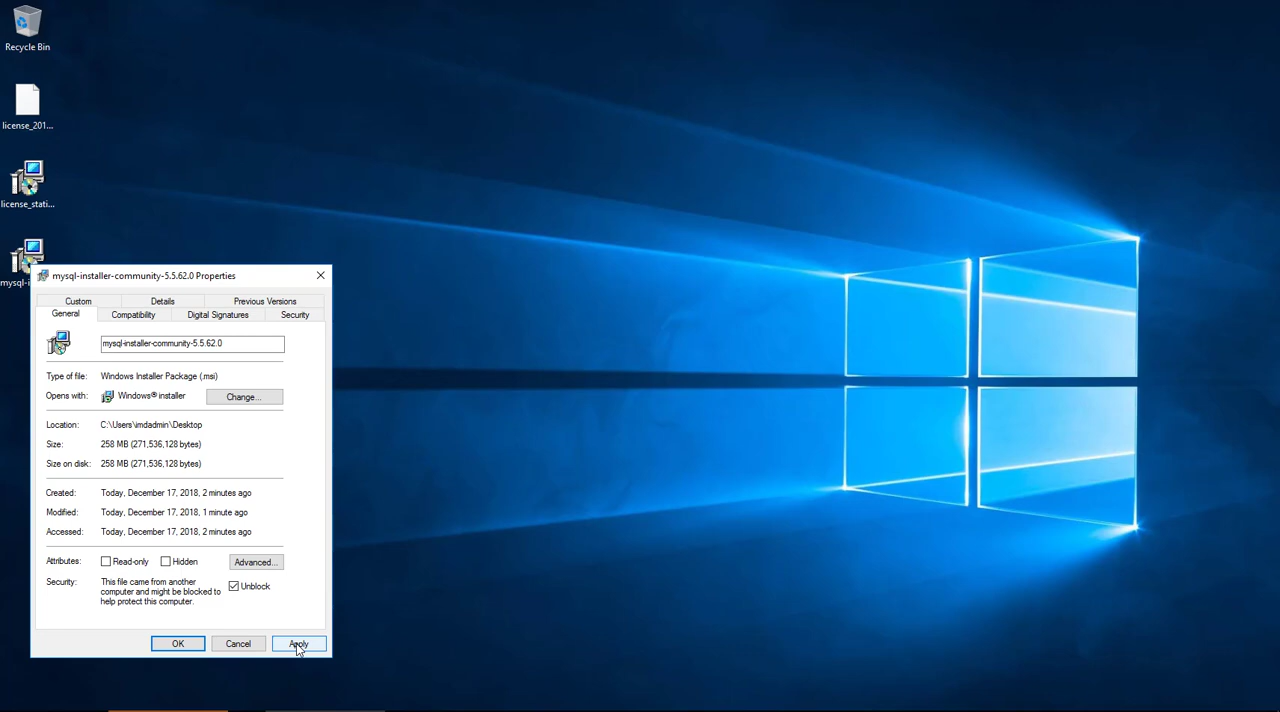 Recycle Bin
license_201...
license_stati...
mysql-i
mysql-installer-community-5.5.62.0 Properties
Custom Details Previous Versions
General Compatibility Digital Signatures Security
mysql-installer-community-5.5.62.0
Type of file: Windows Installer Package (.msi)
Opens with: Windows® installer Change...
Location: C:\Users\imdadmin\Desktop
Size: 258 MB (271,536,128 bytes)
Size on disk: 258 MB (271,536,128 bytes)
Created: Today, December 17, 2018, 2 minutes ago
Modified: Today, December 17, 2018, 1 minute ago
Accessed: Today, December 17, 2018, 2 minutes ago
Attributes: Read-only Hidden Advanced...
Security: This file came from another
computer and might be blocked to
help protect this computer.
Unblock
OK Cancel Apply